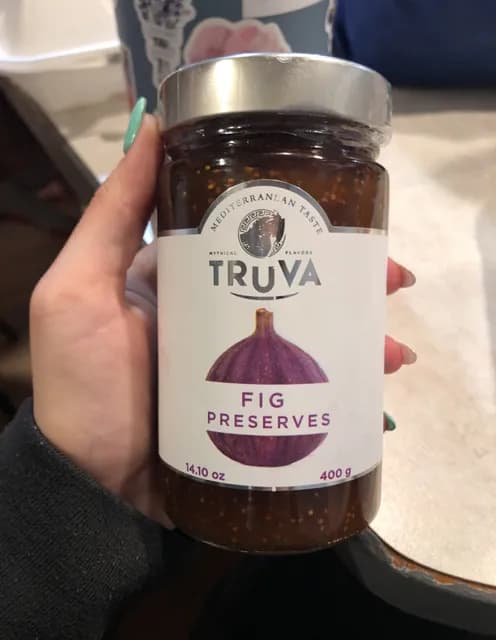 MEDITERRANEAN TASTE
MYTHICAL FLAVORS
TRUVA
FIG
PRESERVES
14.10 oz 400 g